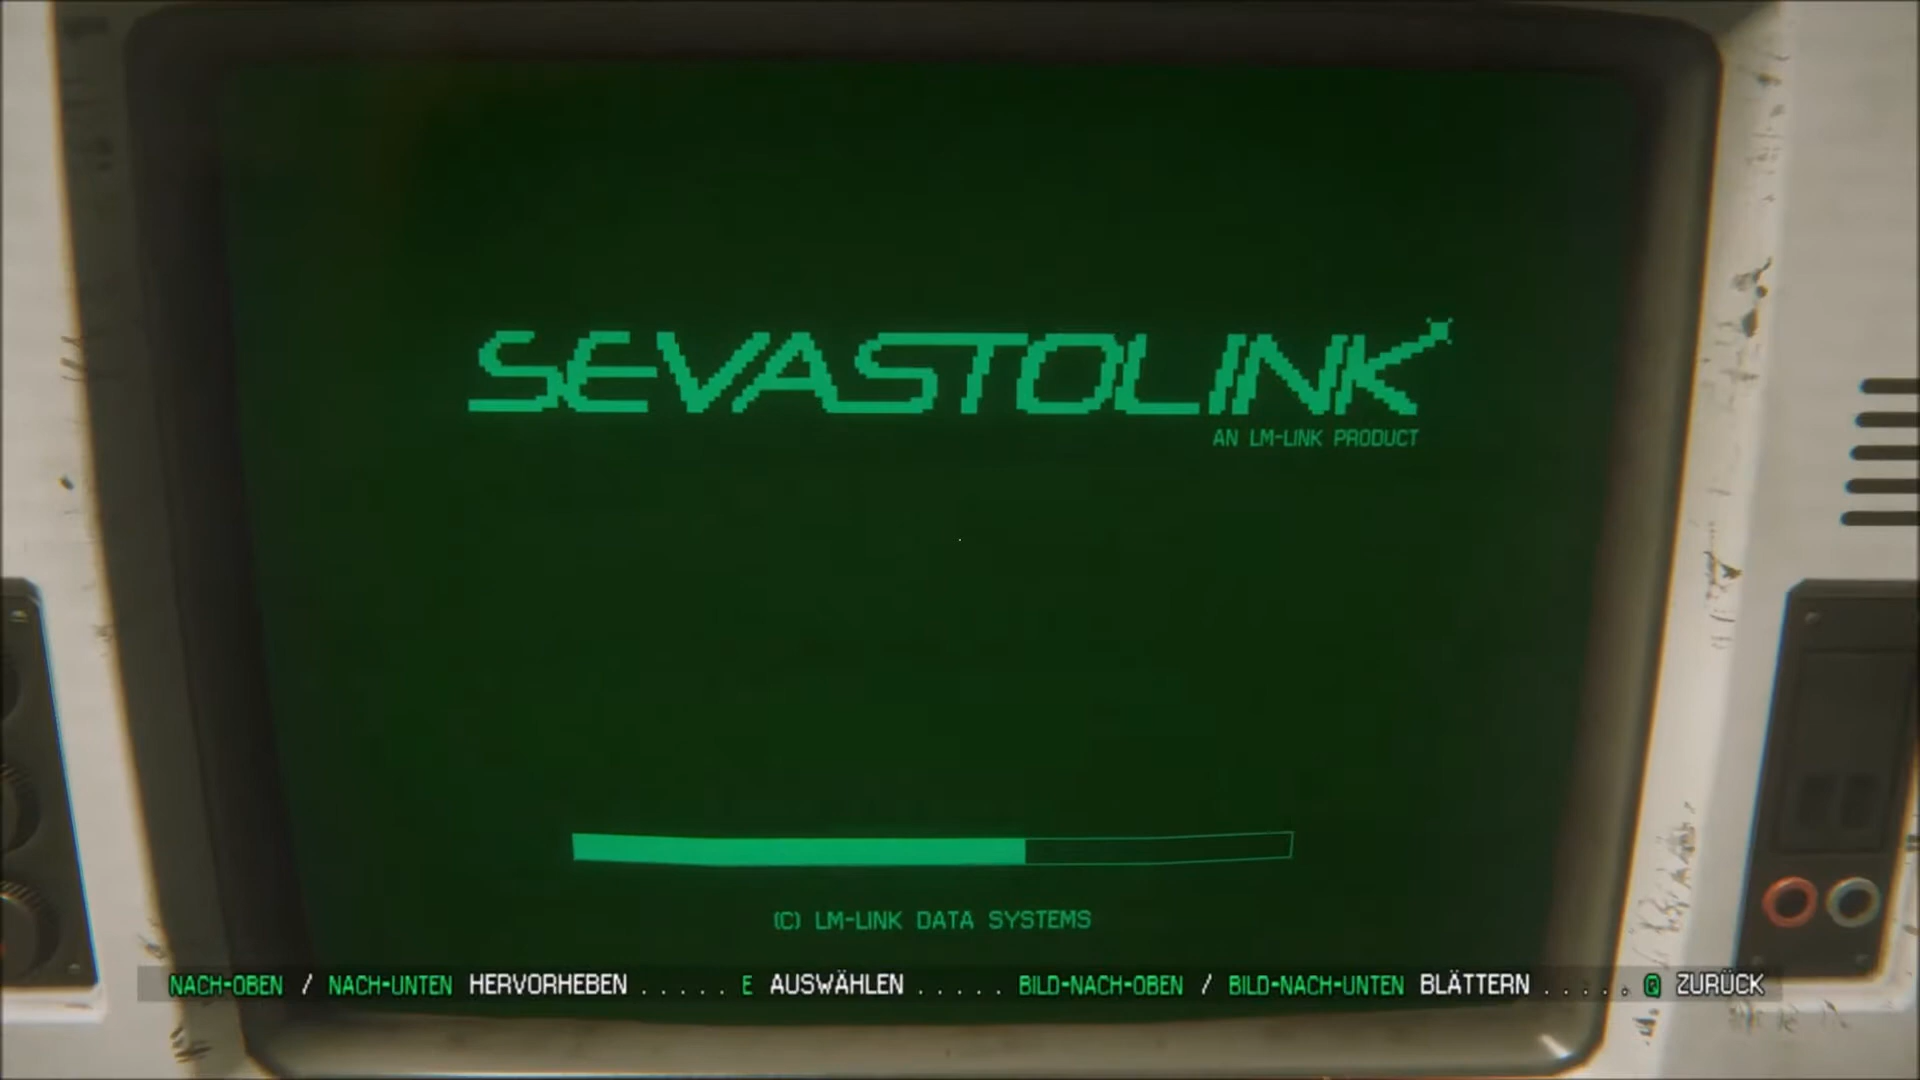 SEVASTOLINK
AN LM-LINK PRODUCT
(C) LM-LINK DATA SYSTEMS
NACH-OBEN / NACH-UNTEN HERVORHEBEN ..... E AUSWÄHLEN ..... BILD-NACH-OBEN / BILD-NACH-UNTEN BLÄTTERN ..... Q ZURÜCK